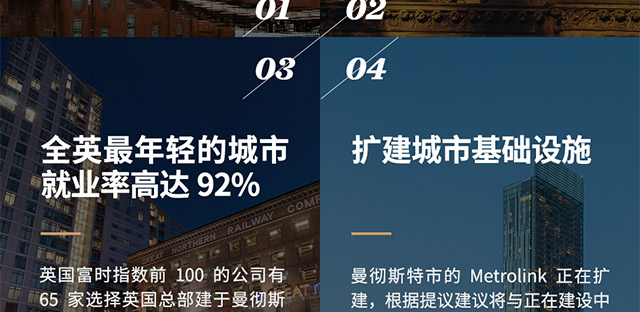 01
02
03
04
全英最年轻的城市
就业率高达 92%
扩建城市基础设施
GREAT NORTHERN RAILWAY COMP
英国富时指数前 100 的公司有
65 家选择英国总部建于曼彻斯
曼彻斯特市的 Metrolink 正在扩
建，根据提议建议将与正在建设中